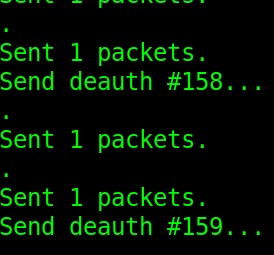 Sent 1 packets.
.
Sent 1 packets.
Send deauth #158...
.
Sent 1 packets.
.
Sent 1 packets.
Send deauth #159...